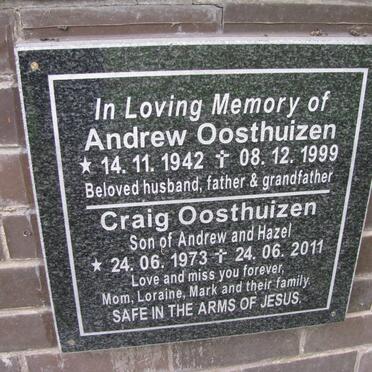 In Loving Memory of
Andrew Oosthuizen
★ 14. 11. 1942 ✝ 08. 12. 1999
Beloved husband, father & grandfather
Craig Oosthuizen
Son of Andrew and Hazel
★ 24. 06. 1973 ✝ 24. 06. 2011
Love and miss you forever,
Mom, Loraine, Mark and their family.
SAFE IN THE ARMS OF JESUS.